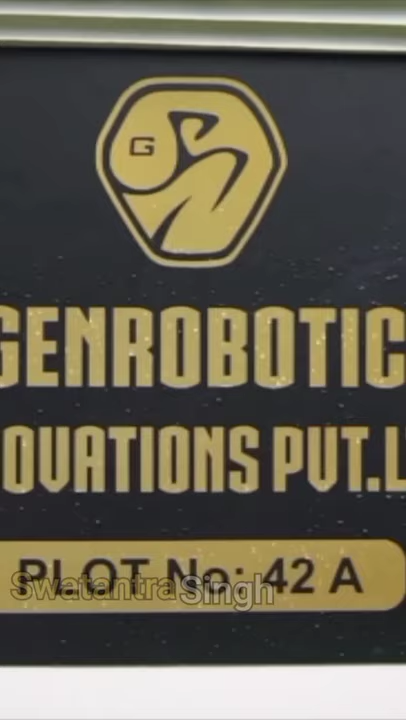 G
GENROBOTIC
OVATIONS PVT.L
PLOT No: 42 A
Swatantra Singh